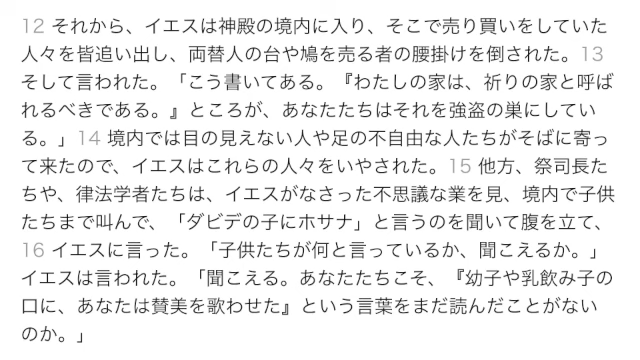 12 それから、イエスは神殿の境内に入り、そこで売り買いをしていた
人々を皆追い出し、両替人の台や鳩を売る者の腰掛けを倒された。13
そして言われた。「こう書いてある。『わたしの家は、祈りの家と呼ば
れるべきである。』ところが、あなたたちはそれを強盗の巣にしてい
る。」14 境内では目の見えない人や足の不自由な人たちがそばに寄っ
て来たので、イエスはこれらの人々をいやされた。15 他方、祭司長た
ちや、律法学者たちは、イエスがなさった不思議な業を見、境内で子供
たちまで叫んで、「ダビデの子にホサナ」と言うのを聞いて腹を立て、
16 イエスに言った。「子供たちが何と言っているか、聞こえるか。」
イエスは言われた。「聞こえる。あなたたちこそ、『幼子や乳飲み子の
口に、あなたは賛美を歌わせた』という言葉をまだ読んだことがない
のか。」